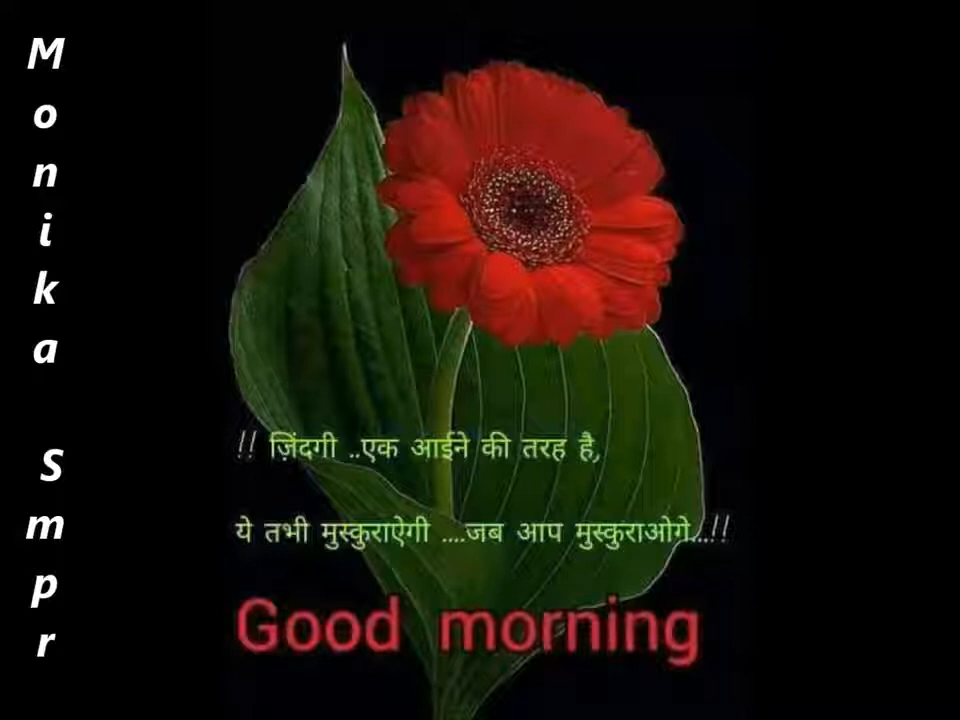 Monika Smpr
!! ज़िंदगी ..एक आईने की तरह है,
ये तभी मुस्कुराऐगी ....जब आप मुस्कुराओगे...!!
Good morning